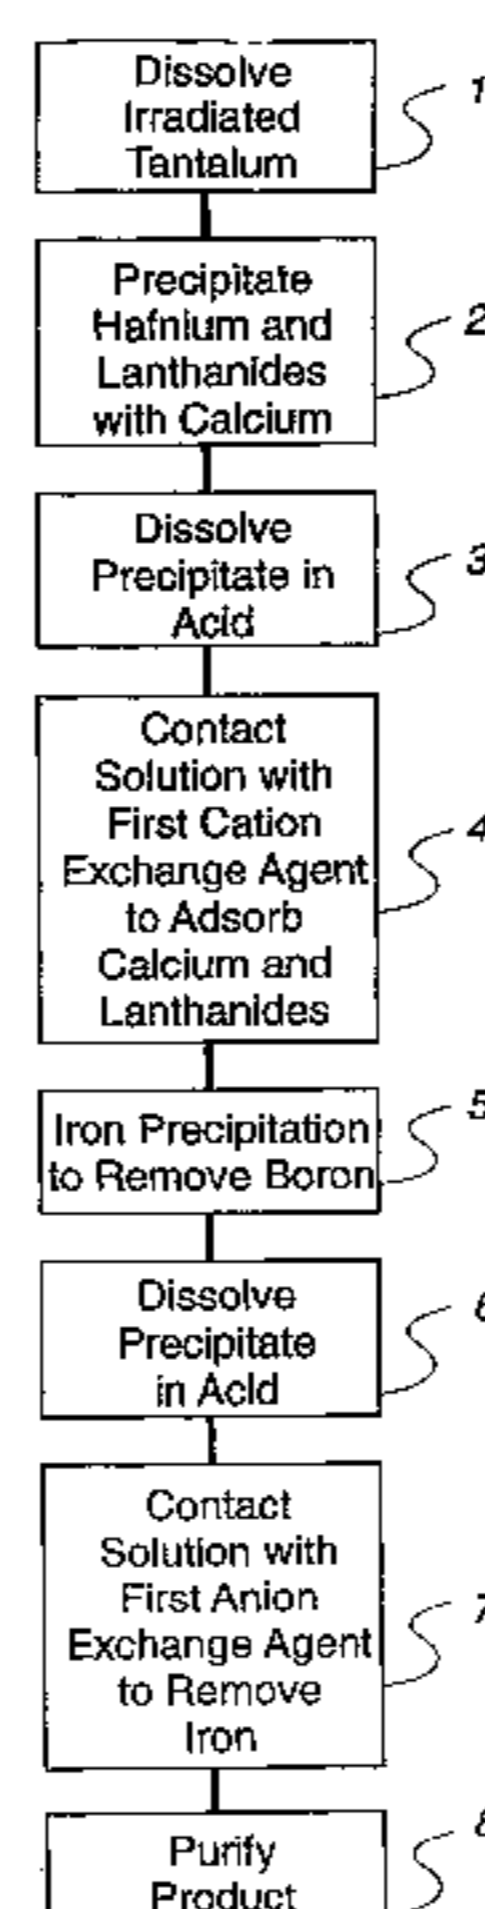 Dissolve
Irradiated
Tantalum
1
Precipitate
Hafnium and
Lanthanides
with Calcium
2
Dissolve
Precipitate in
Acid
3
Contact
Solution with
First Cation
Exchange Agent
to Adsorb
Calcium and
Lanthanides
4
Iron Precipitation
to Remove Boron
5
Dissolve
Precipitate
in Acid
6
Contact
Solution with
First Anion
Exchange Agent
to Remove
Iron
7
Purify
Product
8